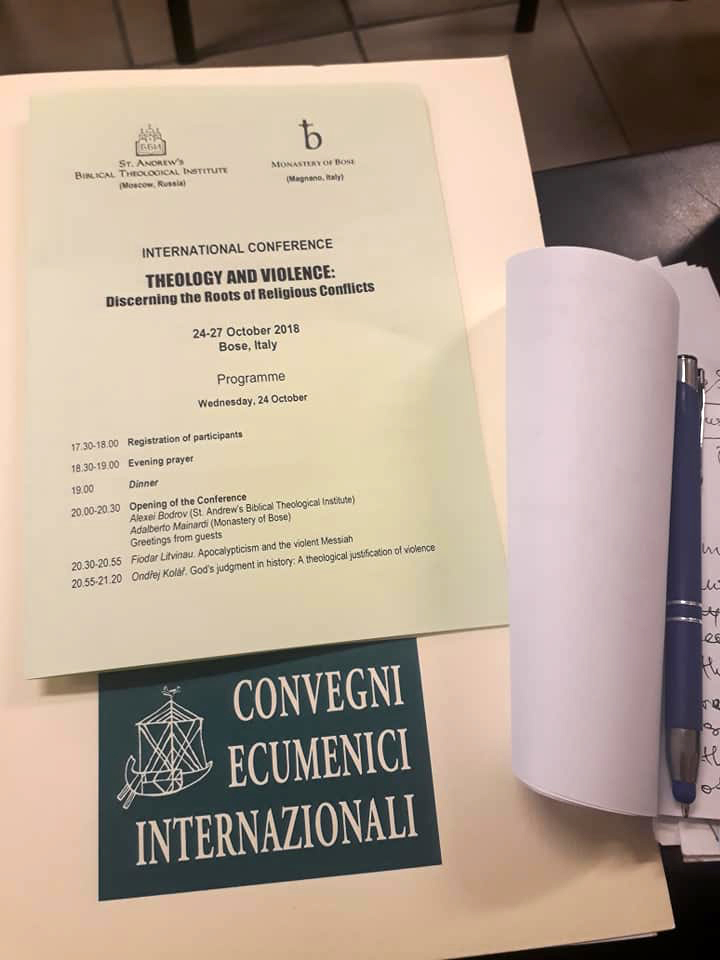 ББИ
ST. ANDREW'S
BIBLICAL THEOLOGICAL INSTITUTE
(Moscow, Russia)
MONASTERY OF BOSE
(Magnano, Italy)
INTERNATIONAL CONFERENCE
THEOLOGY AND VIOLENCE:
Discerning the Roots of Religious Conflicts
24-27 October 2018
Bose, Italy
Programme
Wednesday, 24 October
17.30-18.00 Registration of participants
18.30-19.00 Evening prayer
19.00 Dinner
20.00-20.30 Opening of the Conference
Alexei Bodrov (St. Andrew's Biblical Theological Institute)
Adalberto Mainardi (Monastery of Bose)
Greetings from guests
20.30-20.55 Fiodar Litvinau. Apocalypticism and the violent Messiah
20.55-21.20 Ondřej Kolář. God's judgment in history: A theological justification of violence
CONVEGNI
ECUMENICI
INTERNAZIONALI